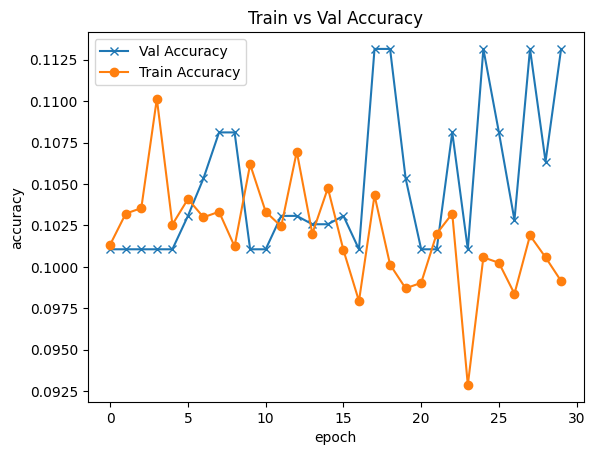 Train vs Val Accuracy
Val Accuracy
Train Accuracy
0.1125
0.1100
0.1075
0.1050
0.1025
0.1000
0.0975
0.0950
0.0925
accuracy
0 5 10 15 20 25 30
epoch